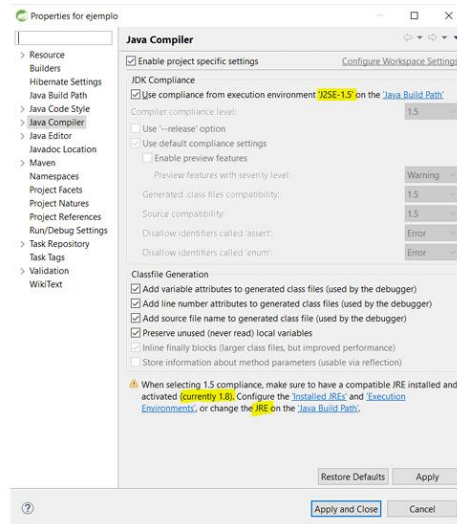 Properties for ejemplo
Java Compiler
> Resource
Builders
Hibernate Settings
Java Build Path
> Java Code Style
> Java Compiler
> Java Editor
Javadoc Location
> Maven
Namespaces
Project Facets
Project Natures
Project References
Run/Debug Settings
> Task Repository
Task Tags
> Validation
WikiText
Enable project specific settings
Configure Workspace Settings
JDK Compliance
Use compliance from execution environment 'J2SE-1.5' on the 'Java Build Path'
Compiler compliance level: 1.5
Use '--release' option
Use default compliance settings
Enable preview features
Preview features with severity level: Warning
Generated .class files compatibility: 1.5
Source compatibility: 1.5
Disallow identifiers called 'assert': Error
Disallow identifiers called 'enum': Error
Classfile Generation
Add variable attributes to generated class files (used by the debugger)
Add line number attributes to generated class files (used by the debugger)
Add source file name to generated class file (used by the debugger)
Preserve unused (never read) local variables
Inline finally blocks (larger class files, but improved performance)
Store information about method parameters (usable via reflection)
When selecting 1.5 compliance, make sure to have a compatible JRE installed and
activated (currently 1.8). Configure the 'Installed JREs' and 'Execution
Environments', or change the JRE on the 'Java Build Path'.
Restore Defaults
Apply
Apply and Close
Cancel